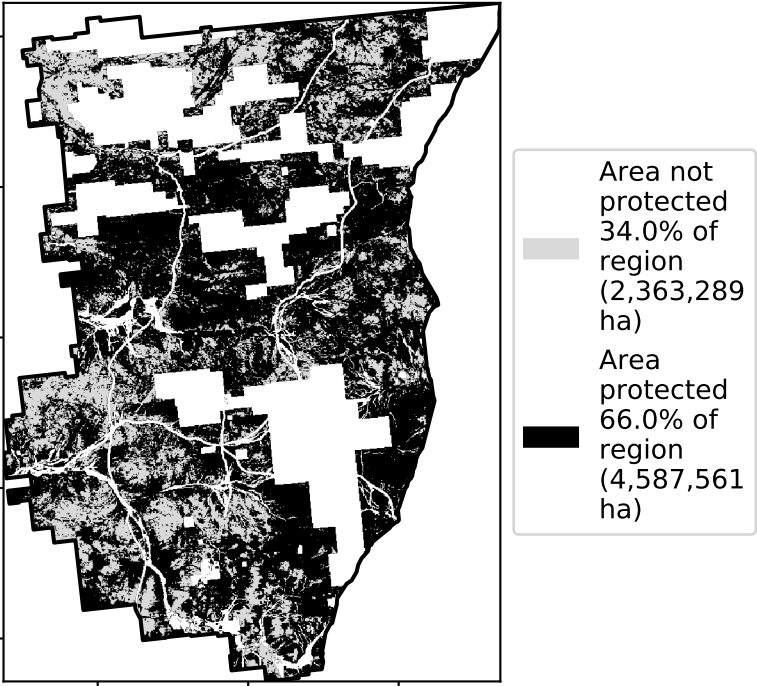 Area not
protected
34.0% of
region
(2,363,289
ha)
Area
protected
66.0% of
region
(4,587,561
ha)